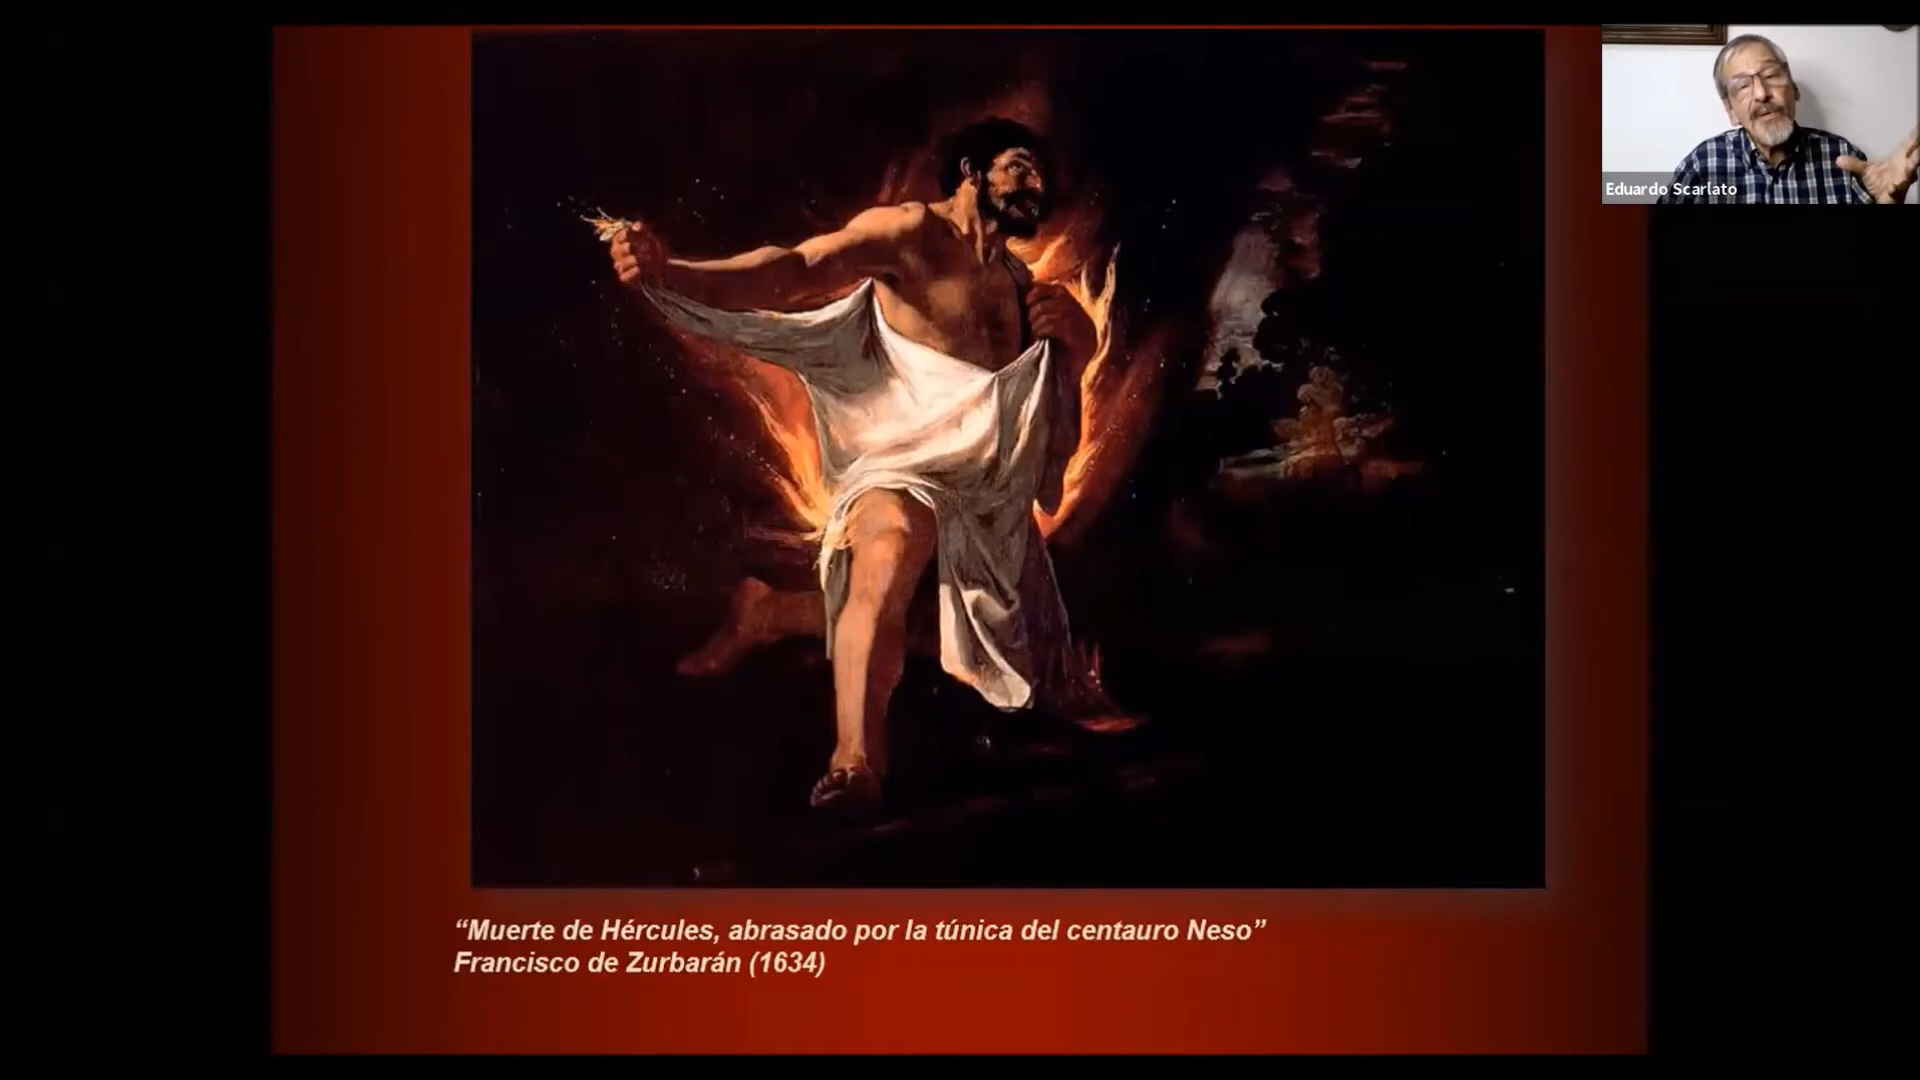 Eduardo Scarlato
“Muerte de Hércules, abrasado por la túnica del centauro Neso”
Francisco de Zurbarán (1634)